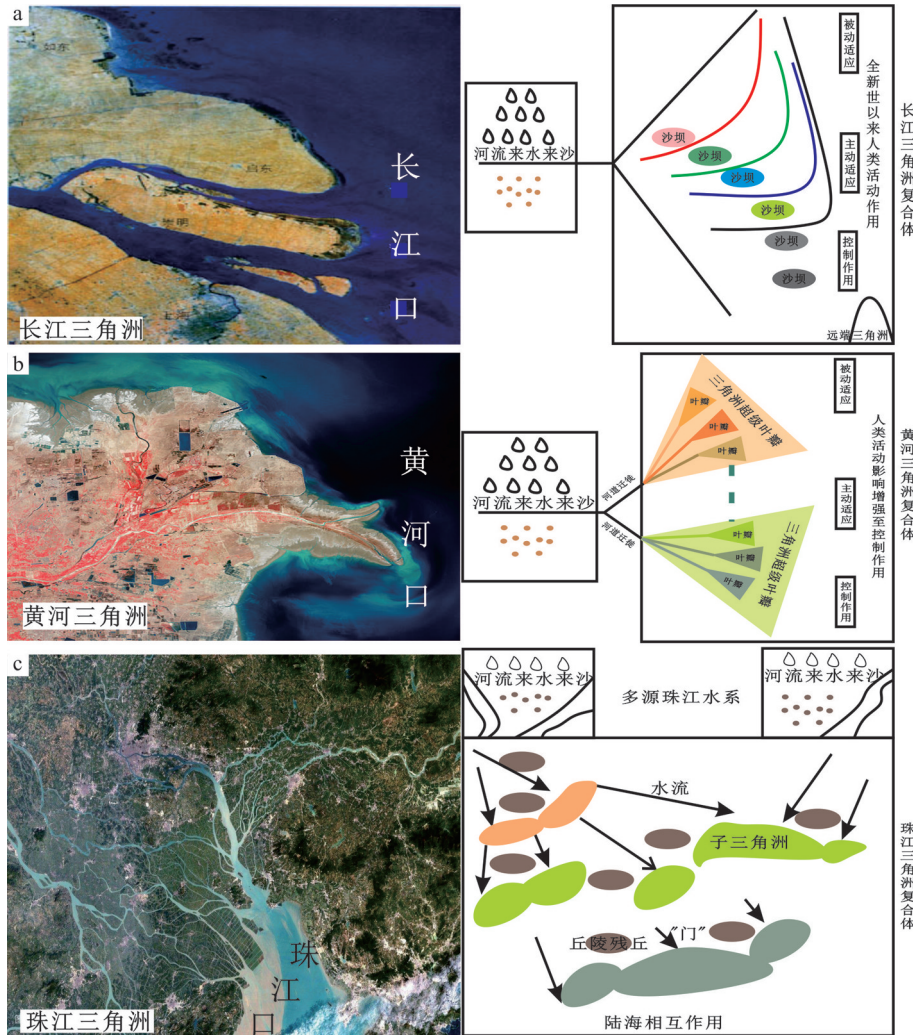 a
如东
启东
崇明
上海
长
江
口
长江三角洲
河流来水来沙
沙坝
沙坝
沙坝
沙坝
沙坝
沙坝
被动适应
主动适应
控制作用
全新世以来人类活动作用
远端三角洲
长江三角洲复合体
b
黄
河
口
黄河三角洲
河流来水来沙
河道迁徙
河道迁徙
三角洲超级叶瓣
叶瓣
叶瓣
叶瓣
三角洲超级叶瓣
叶瓣
叶瓣
叶瓣
被动适应
主动适应
控制作用
人类活动影响增强至控制作用
黄河三角洲复合体
c
珠
江
口
珠江三角洲
河流来水来沙
多源珠江水系
河流来水来沙
水流
子三角洲
丘陵残丘
"门"
陆海相互作用
珠江三角洲复合体